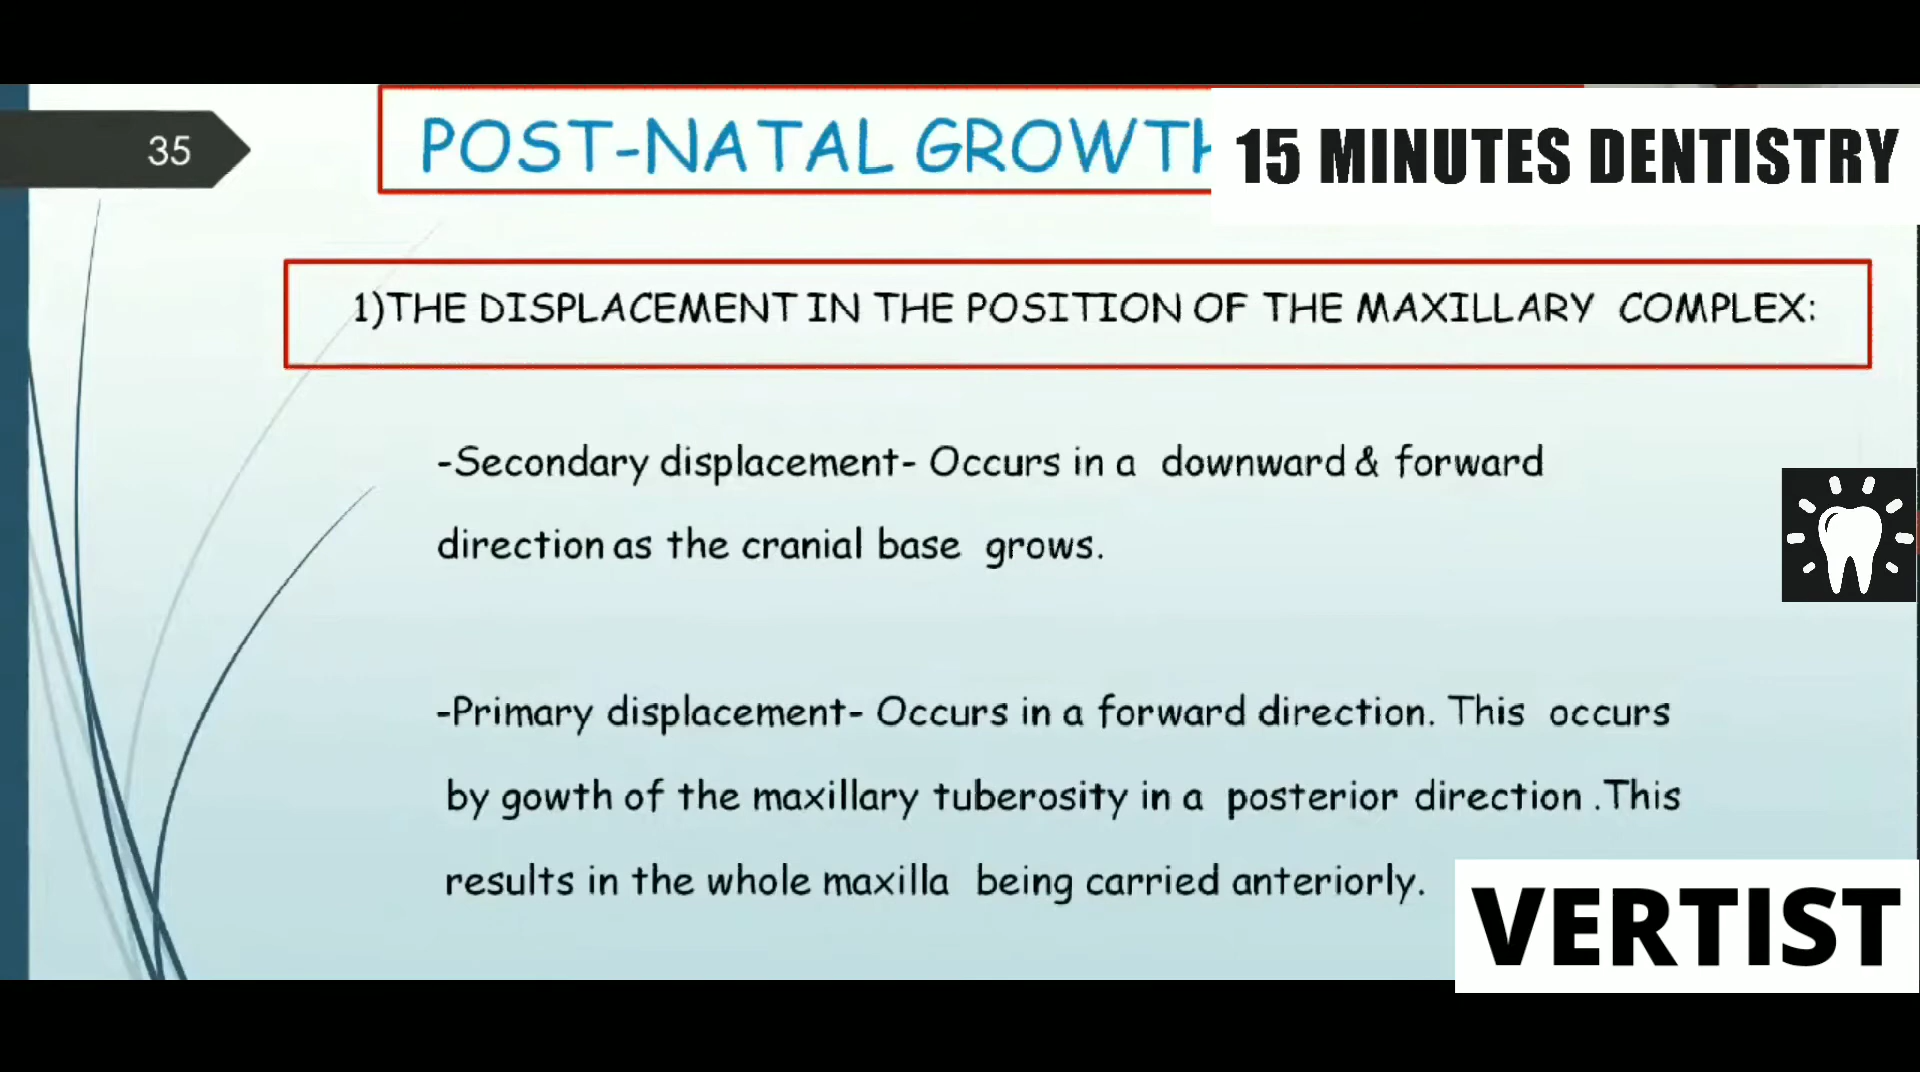 35
POST-NATAL GROWTH
15 MINUTES DENTISTRY
1)THE DISPLACEMENT IN THE POSITION OF THE MAXILLARY COMPLEX:
-Secondary displacement- Occurs in a downward & forward
direction as the cranial base grows.
-Primary displacement- Occurs in a forward direction. This occurs
by gowth of the maxillary tuberosity in a posterior direction .This
results in the whole maxilla being carried anteriorly.
VERTIST